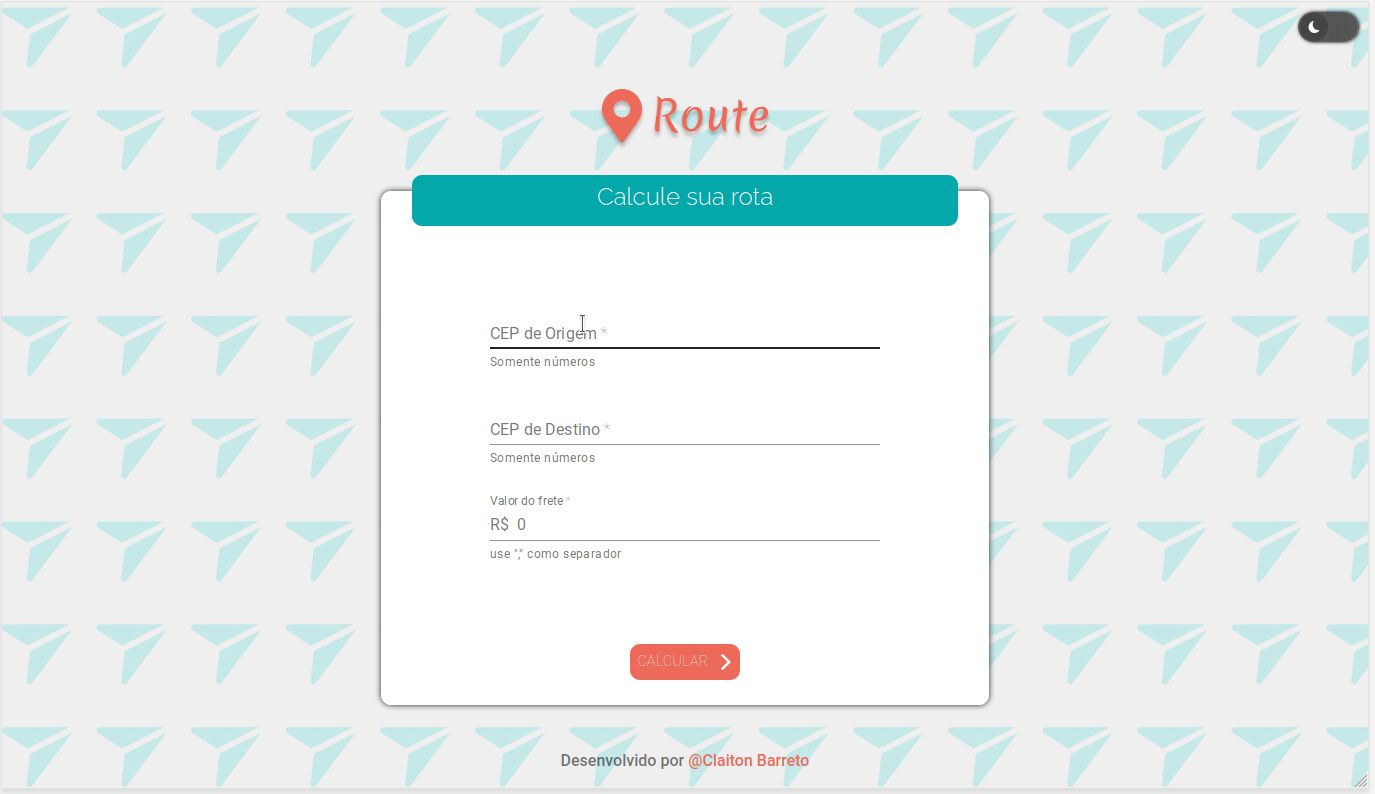 Route
Calcule sua rota
CEP de Origem *
Somente números
CEP de Destino *
Somente números
Valor do frete *
R$ 0
use "," como separador
CALCULAR
Desenvolvido por @Claiton Barreto